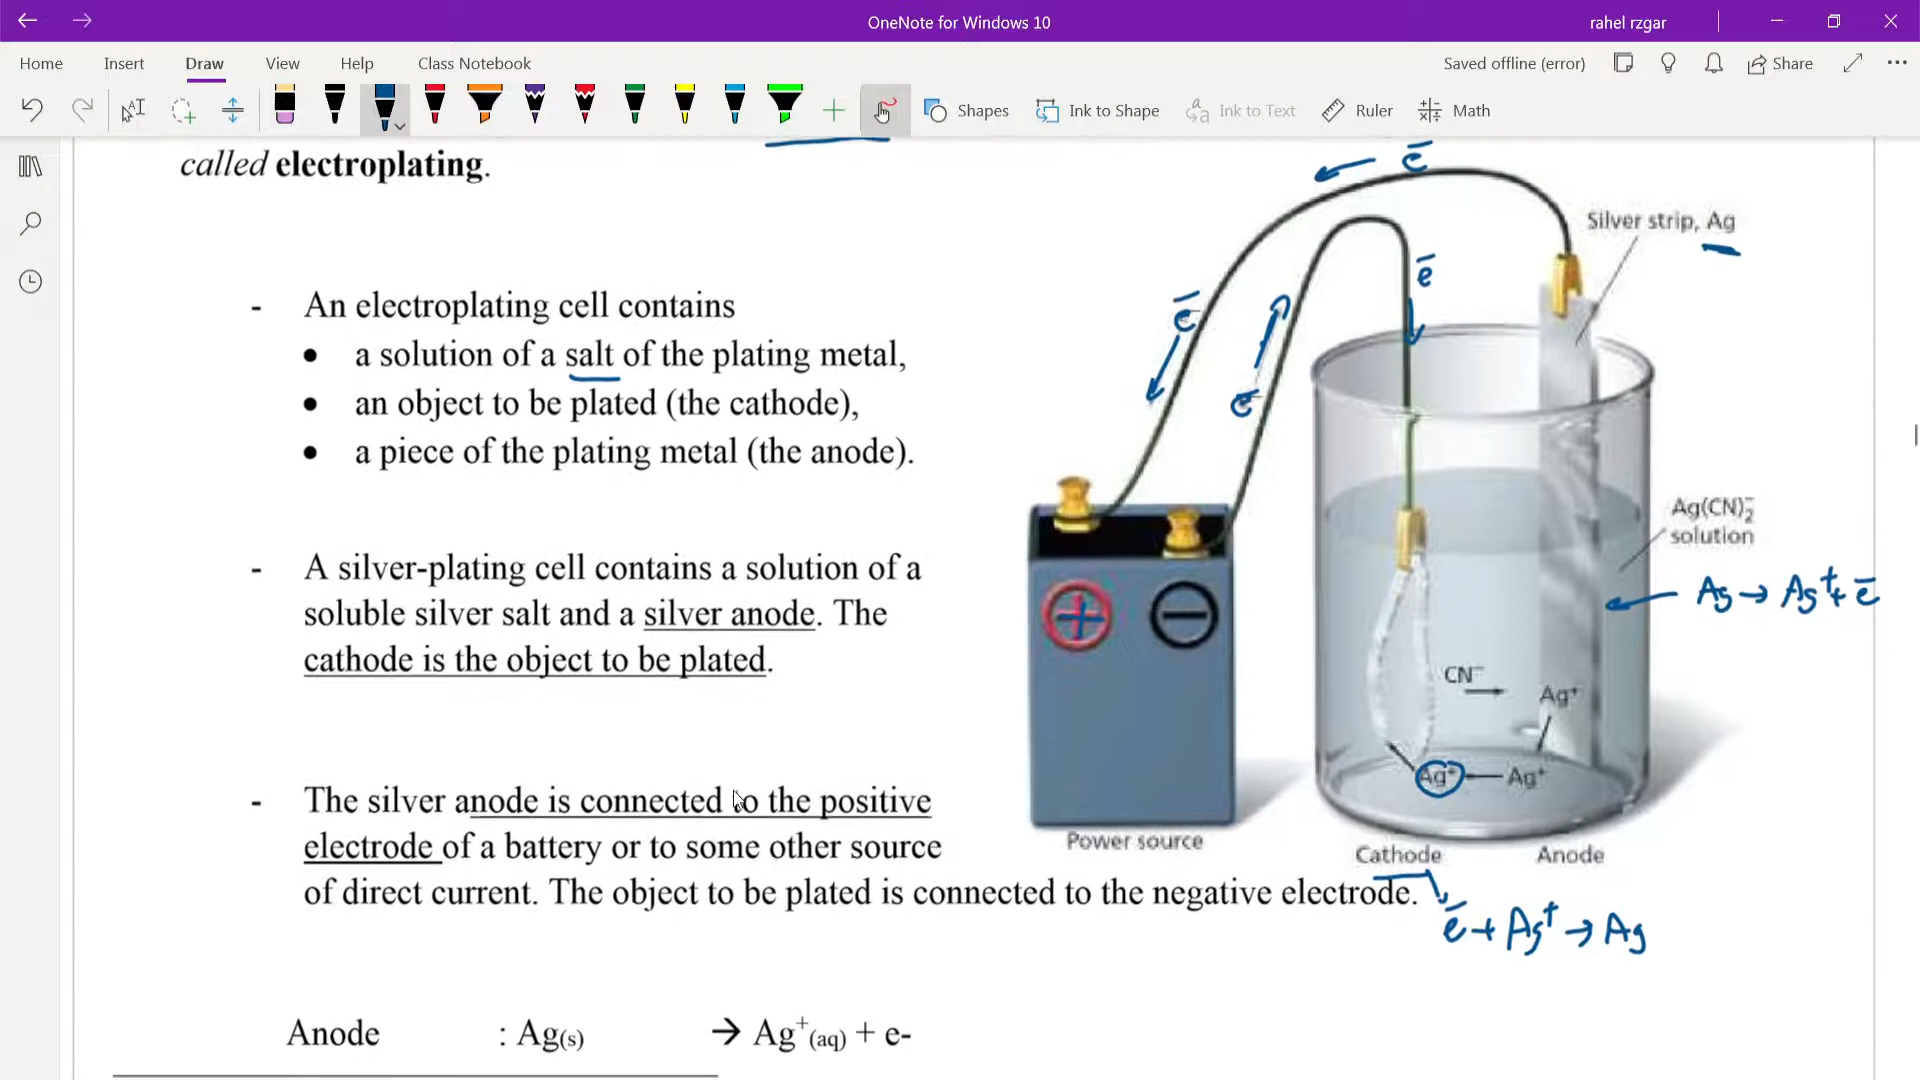 OneNote for Windows 10
rahel rzgar
Home Insert Draw View Help Class Notebook
Saved offline (error) Share
Shapes Ink to Shape Ink to Text Ruler Math
called electroplating.
- An electroplating cell contains
• a solution of a salt of the plating metal,
• an object to be plated (the cathode),
• a piece of the plating metal (the anode).
- A silver-plating cell contains a solution of a
soluble silver salt and a silver anode. The
cathode is the object to be plated.
- The silver anode is connected to the positive
electrode of a battery or to some other source
of direct current. The object to be plated is connected to the negative electrode.
Anode : Ag(s) → Ag⁺(aq) + e-
e̅
Silver strip, Ag
e̅
e̅
e̅
Ag(CN)₂⁻
solution
Ag → Ag⁺ + e̅
+ −
CN⁻
Ag⁺
Ag⁺ Ag⁺
Power source
Cathode Anode
e̅ + Ag⁺ → Ag